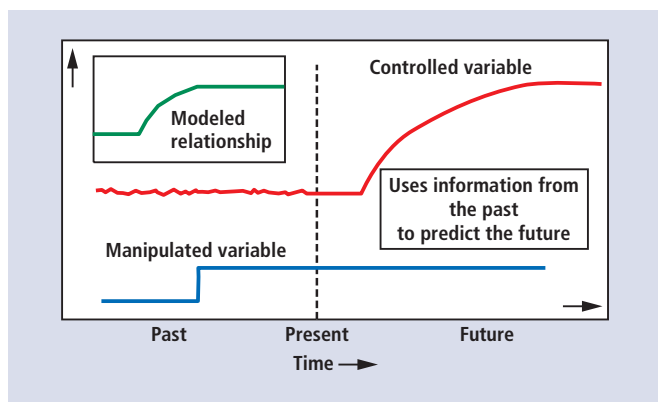 Controlled variable
Modeled
relationship
Uses information from
the past
to predict the future
Manipulated variable
Past
Present
Future
Time